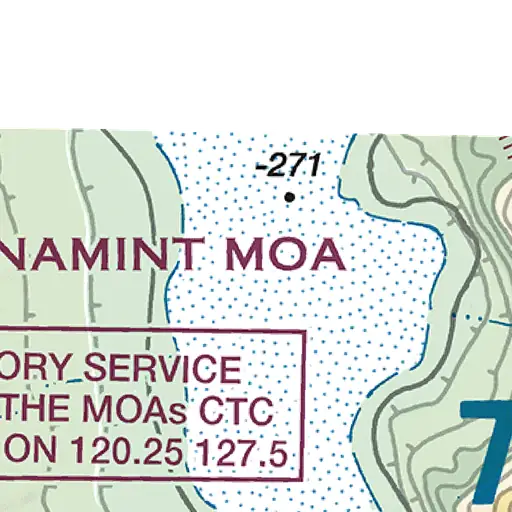 -271
NAMINT MOA
ORY SERVICE
THE MOAs CTC
ON 120.25 127.5
7